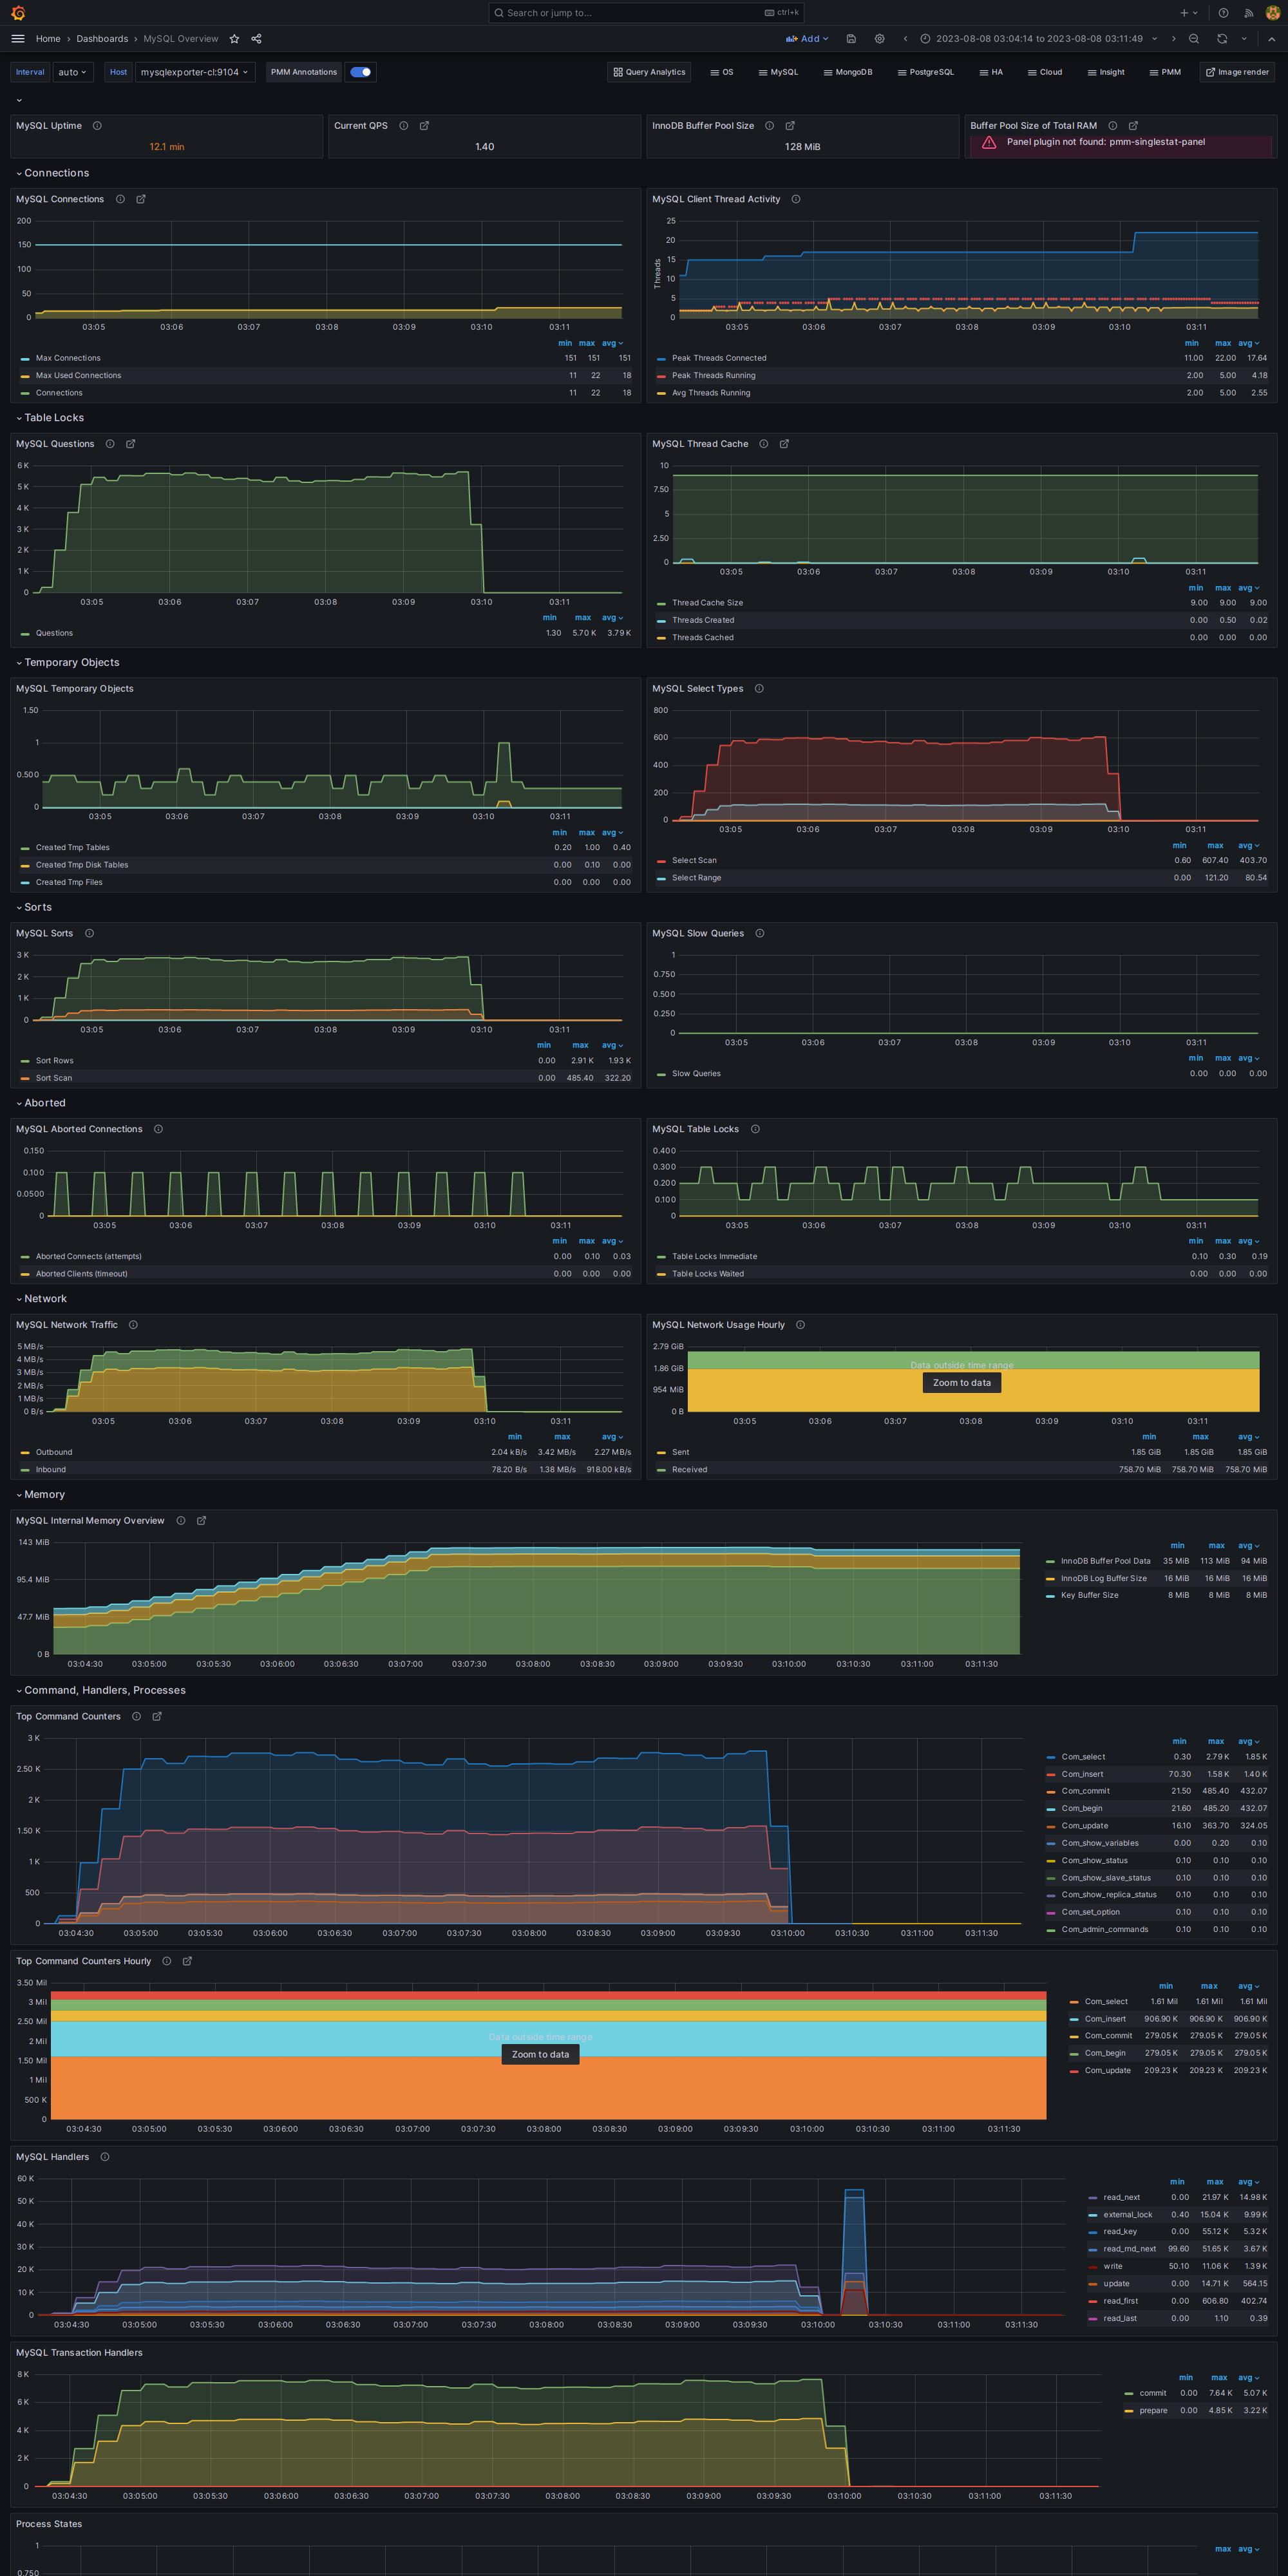 Search or jump to...
ctrl+k
Home › Dashboards › MySQL Overview
Add
2023-08-08 03:04:14 to 2023-08-08 03:11:49
Interval auto Host mysqlexporter-cl:9104 PMM Annotations
Query Analytics OS MySQL MongoDB PostgreSQL HA Cloud Insight PMM Image render
MySQL Uptime
12.1 min
Current QPS
1.40
InnoDB Buffer Pool Size
128 MiB
Buffer Pool Size of Total RAM
Panel plugin not found: pmm-singlestat-panel
Connections
MySQL Connections
200
150
100
50
0
03:05 03:06 03:07 03:08 03:09 03:10 03:11
min max avg
Max Connections 151 151 151
Max Used Connections 11 22 18
Connections 11 22 18
MySQL Client Thread Activity
Threads
25
20
15
10
5
0
03:05 03:06 03:07 03:08 03:09 03:10 03:11
min max avg
Peak Threads Connected 11.00 22.00 17.64
Peak Threads Running 2.00 5.00 4.18
Avg Threads Running 2.00 5.00 2.55
Table Locks
MySQL Questions
6 K
5 K
4 K
3 K
2 K
1 K
0
03:05 03:06 03:07 03:08 03:09 03:10 03:11
min max avg
Questions 1.30 5.70 K 3.79 K
MySQL Thread Cache
10
7.50
5
2.50
0
03:05 03:06 03:07 03:08 03:09 03:10 03:11
min max avg
Thread Cache Size 9.00 9.00 9.00
Threads Created 0.00 0.50 0.02
Threads Cached 0.00 0.00 0.00
Temporary Objects
MySQL Temporary Objects
1.50
1
0.500
0
03:05 03:06 03:07 03:08 03:09 03:10 03:11
min max avg
Created Tmp Tables 0.20 1.00 0.40
Created Tmp Disk Tables 0.00 0.10 0.00
Created Tmp Files 0.00 0.00 0.00
MySQL Select Types
800
600
400
200
0
03:05 03:06 03:07 03:08 03:09 03:10 03:11
min max avg
Select Scan 0.60 607.40 403.70
Select Range 0.00 121.20 80.54
Sorts
MySQL Sorts
3 K
2 K
1 K
0
03:05 03:06 03:07 03:08 03:09 03:10 03:11
min max avg
Sort Rows 0.00 2.91 K 1.93 K
Sort Scan 0.00 485.40 322.20
MySQL Slow Queries
1
0.750
0.500
0.250
0
03:05 03:06 03:07 03:08 03:09 03:10 03:11
min max avg
Slow Queries 0.00 0.00 0.00
Aborted
MySQL Aborted Connections
0.150
0.100
0.0500
0
03:05 03:06 03:07 03:08 03:09 03:10 03:11
min max avg
Aborted Connects (attempts) 0.00 0.10 0.03
Aborted Clients (timeout) 0.00 0.00 0.00
MySQL Table Locks
0.400
0.300
0.200
0.100
0
03:05 03:06 03:07 03:08 03:09 03:10 03:11
min max avg
Table Locks Immediate 0.10 0.30 0.19
Table Locks Waited 0.00 0.00 0.00
Network
MySQL Network Traffic
5 MB/s
4 MB/s
3 MB/s
2 MB/s
1 MB/s
0 B/s
03:05 03:06 03:07 03:08 03:09 03:10 03:11
min max avg
Outbound 2.04 kB/s 3.42 MB/s 2.27 MB/s
Inbound 78.20 B/s 1.38 MB/s 918.00 kB/s
MySQL Network Usage Hourly
2.79 GiB
1.86 GiB
954 MiB
0 B
Data outside time range
Zoom to data
03:05 03:06 03:07 03:08 03:09 03:10 03:11
min max avg
Sent 1.85 GiB 1.85 GiB 1.85 GiB
Received 758.70 MiB 758.70 MiB 758.70 MiB
Memory
MySQL Internal Memory Overview
143 MiB
95.4 MiB
47.7 MiB
0 B
03:04:30 03:05:00 03:05:30 03:06:00 03:06:30 03:07:00 03:07:30 03:08:00 03:08:30 03:09:00 03:09:30 03:10:00 03:10:30 03:11:00 03:11:30
min max avg
InnoDB Buffer Pool Data 35 MiB 113 MiB 94 MiB
InnoDB Log Buffer Size 16 MiB 16 MiB 16 MiB
Key Buffer Size 8 MiB 8 MiB 8 MiB
Command, Handlers, Processes
Top Command Counters
3 K
2.50 K
2 K
1.50 K
1 K
500
0
03:04:30 03:05:00 03:05:30 03:06:00 03:06:30 03:07:00 03:07:30 03:08:00 03:08:30 03:09:00 03:09:30 03:10:00 03:10:30 03:11:00 03:11:30
min max avg
Com_select 0.30 2.79 K 1.85 K
Com_insert 70.30 1.58 K 1.40 K
Com_commit 21.50 485.40 432.07
Com_begin 21.60 485.20 432.07
Com_update 16.10 363.70 324.05
Com_show_variables 0.00 0.20 0.10
Com_show_status 0.10 0.10 0.10
Com_show_slave_status 0.10 0.10 0.10
Com_show_replica_status 0.10 0.10 0.10
Com_set_option 0.10 0.10 0.10
Com_admin_commands 0.10 0.10 0.10
Top Command Counters Hourly
3.50 Mil
3 Mil
2.50 Mil
2 Mil
1.50 Mil
1 Mil
500 K
0
Data outside time range
Zoom to data
03:04:30 03:05:00 03:05:30 03:06:00 03:06:30 03:07:00 03:07:30 03:08:00 03:08:30 03:09:00 03:09:30 03:10:00 03:10:30 03:11:00 03:11:30
min max avg
Com_select 1.61 Mil 1.61 Mil 1.61 Mil
Com_insert 906.90 K 906.90 K 906.90 K
Com_commit 279.05 K 279.05 K 279.05 K
Com_begin 279.05 K 279.05 K 279.05 K
Com_update 209.23 K 209.23 K 209.23 K
MySQL Handlers
60 K
50 K
40 K
30 K
20 K
10 K
0
03:04:30 03:05:00 03:05:30 03:06:00 03:06:30 03:07:00 03:07:30 03:08:00 03:08:30 03:09:00 03:09:30 03:10:00 03:10:30 03:11:00 03:11:30
min max avg
read_next 0.00 21.97 K 14.98 K
external_lock 0.40 15.04 K 9.99 K
read_key 0.00 55.12 K 5.32 K
read_rnd_next 99.60 51.65 K 3.67 K
write 50.10 11.06 K 1.39 K
update 0.00 14.71 K 564.15
read_first 0.00 606.80 402.74
read_last 0.00 1.10 0.39
MySQL Transaction Handlers
8 K
6 K
4 K
2 K
0
03:04:30 03:05:00 03:05:30 03:06:00 03:06:30 03:07:00 03:07:30 03:08:00 03:08:30 03:09:00 03:09:30 03:10:00 03:10:30 03:11:00 03:11:30
min max avg
commit 0.00 7.64 K 5.07 K
prepare 0.00 4.85 K 3.22 K
Process States
1
0.750
max avg